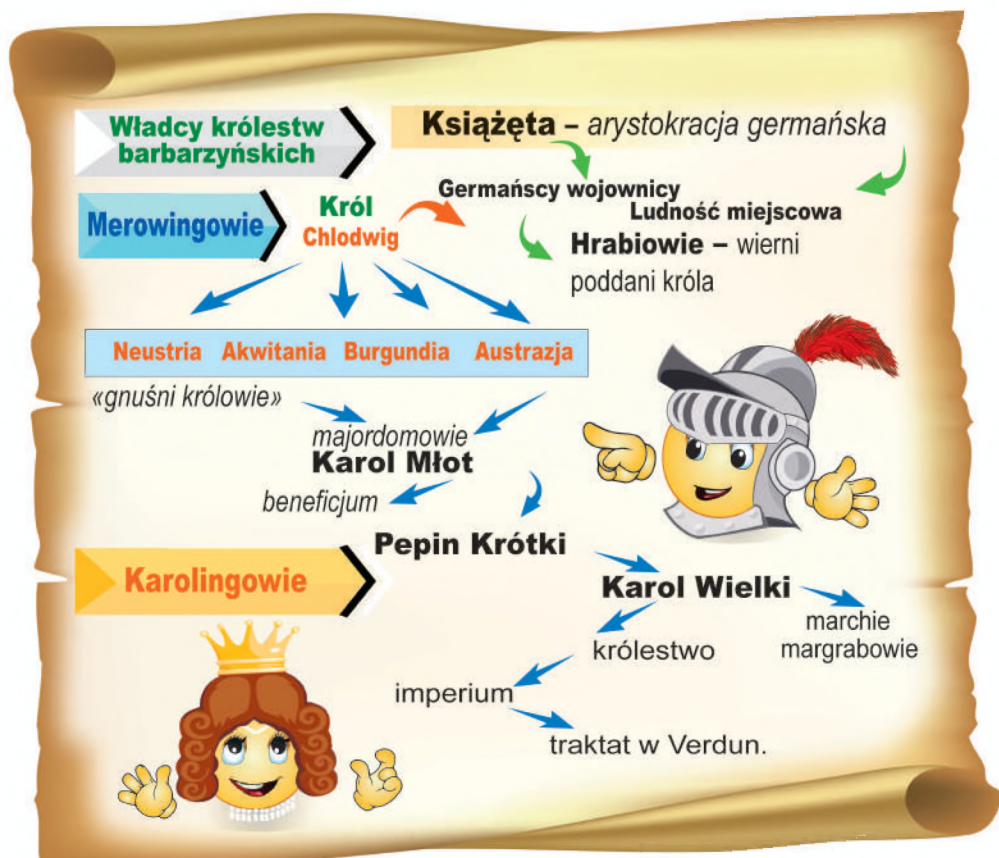 Władcy królestw
barbarzyńskich
Książęta – arystokracja germańska
Germańscy wojownicy
Ludność miejscowa
Merowingowie
Król
Chlodwig
Hrabiowie – wierni
poddani króla
Neustria Akwitania Burgundia Austrazja
«gnuśni królowie»
majordomowie
Karol Młot
beneficjum
Pepin Krótki
Karolingowie
Karol Wielki
marchie
margrabowie
królestwo
imperium
traktat w Verdun.